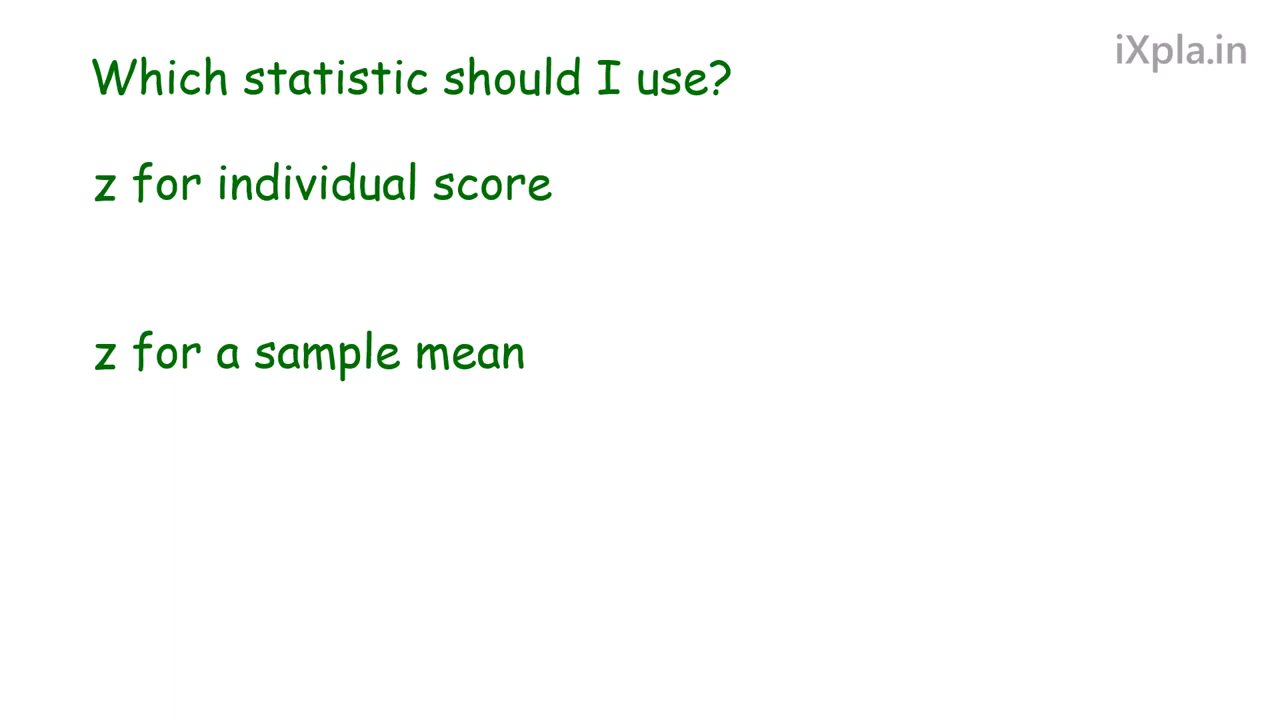 iXpla.in
Which statistic should I use?
z for individual score
z for a sample mean